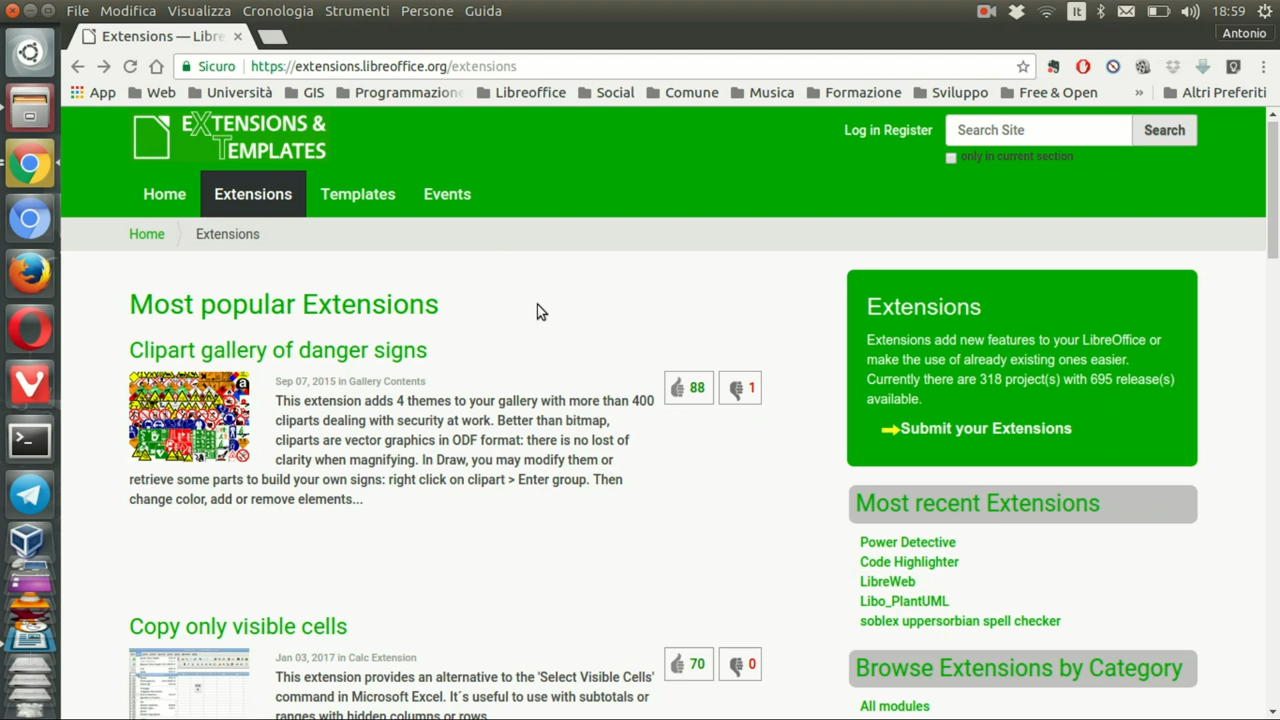 File Modifica Visualizza Cronologia Strumenti Persone Guida
It 18:59
Extensions — Libre
Antonio
Sicuro https://extensions.libreoffice.org/extensions
App Web Università GIS Programmazione Libreoffice Social Comune Musica Formazione Sviluppo Free & Open » Altri Preferiti
EXTENSIONS &
TEMPLATES
Log in Register
Search Site
Search
only in current section
Home Extensions Templates Events
Home Extensions
Most popular Extensions
Clipart gallery of danger signs
Sep 07, 2015 in Gallery Contents
This extension adds 4 themes to your gallery with more than 400
cliparts dealing with security at work. Better than bitmap,
cliparts are vector graphics in ODF format: there is no lost of
clarity when magnifying. In Draw, you may modify them or
retrieve some parts to build your own signs: right click on clipart > Enter group. Then
change color, add or remove elements...
88 1
Copy only visible cells
Jan 03, 2017 in Calc Extension
This extension provides an alternative to the 'Select Visible Cells'
command in Microsoft Excel. It´s useful to use with subtotals or
ranges with hidden columns or rows
70 0
Extensions
Extensions add new features to your LibreOffice or
make the use of already existing ones easier.
Currently there are 318 project(s) with 695 release(s)
available.
Submit your Extensions
Most recent Extensions
Power Detective
Code Highlighter
LibreWeb
Libo_PlantUML
soblex uppersorbian spell checker
Browse Extensions by Category
All modules